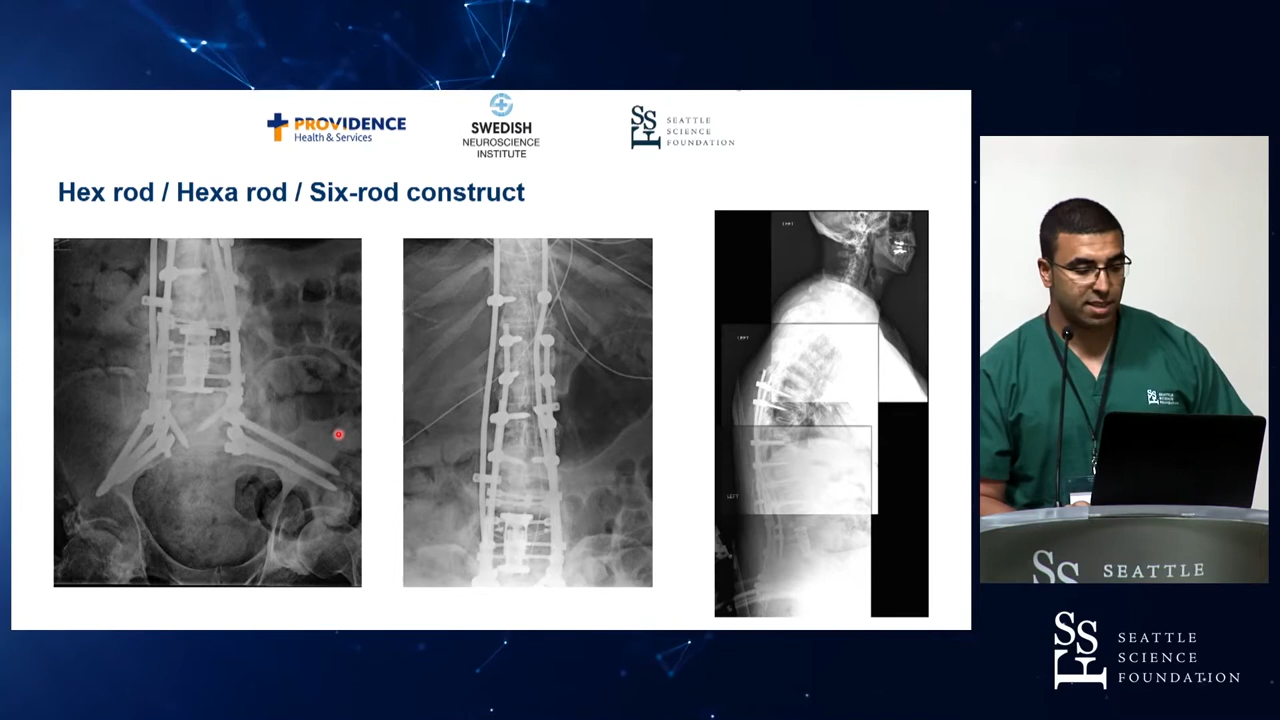 PROVIDENCE
Health & Services
SWEDISH
NEUROSCIENCE
INSTITUTE
SEATTLE
SCIENCE
FOUNDATION
Hex rod / Hexa rod / Six-rod construct
LEFT
SEATTLE
SEATTLE
SCIENCE
FOUNDATION